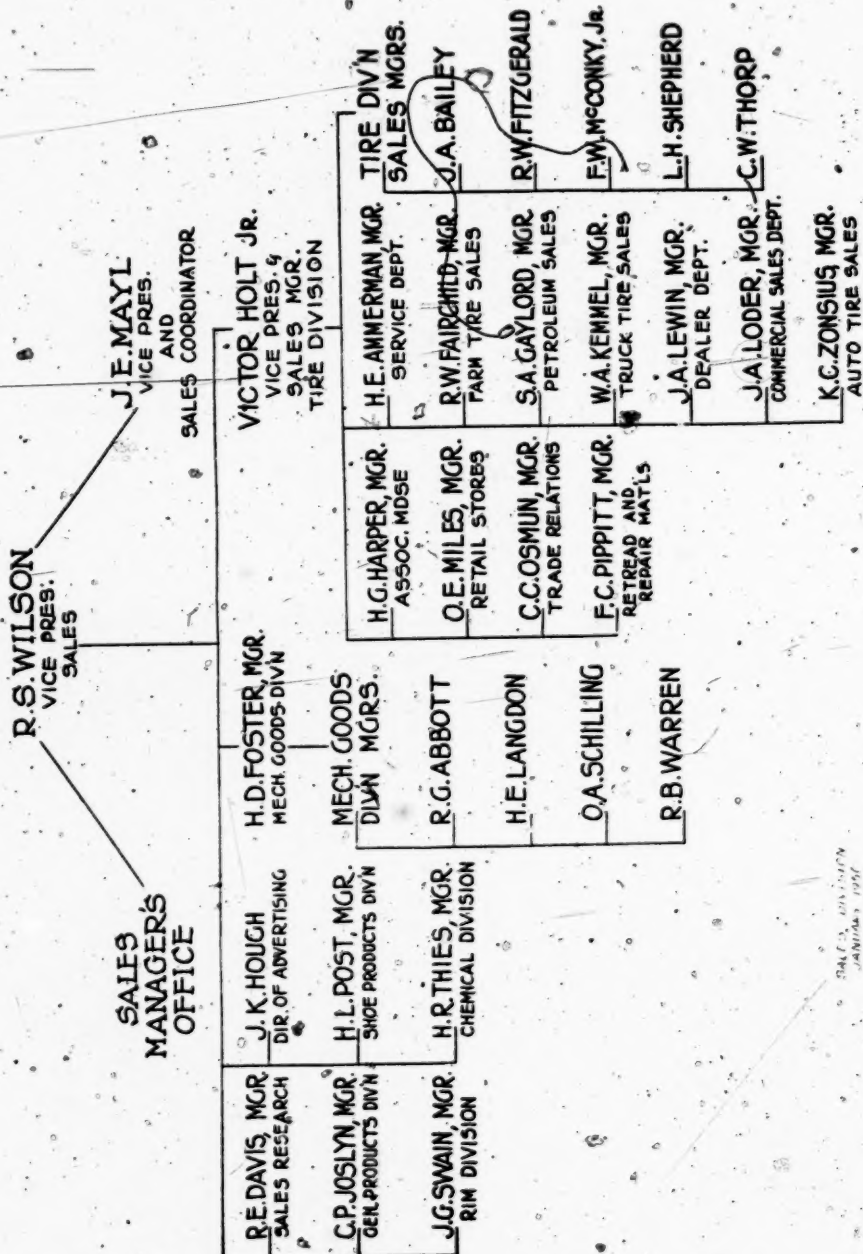 R.S.WILSON
VICE PRES.
SALES
SALES
MANAGER'S
OFFICE
J.E.MAYL
VICE PRES.
AND
SALES COORDINATOR
R.E.DAVIS, MGR.
SALES RESEARCH
C.P.JOSLYN, MGR.
GEN.PRODUCTS DIV'N
J.G.SWAIN, MGR.
RIM DIVISION
J.K.HOUGH
DIR. OF ADVERTISING
H.L.POST, MGR.
SHOE PRODUCTS DIV'N
H.R.THIES, MGR.
CHEMICAL DIVISION
H.D.FOSTER, MGR.
MECH. GOODS DIV'N
MECH. GOODS
DIV'N MGRS.
R.G.ABBOTT
H.E.LANGDON
O.A.SCHILLING
R.B.WARREN
VICTOR HOLT Jr.
VICE PRES. &
SALES MGR.
TIRE DIVISION
H.G.HARPER, MGR.
ASSOC. MDSE
O.E.MILES, MGR.
RETAIL STORES
C.C.OSMUN, MGR.
TRADE RELATIONS
F.C.PIPPITT, MGR.
RETREAD AND
REPAIR MAT'LS
H.E.AMMERMAN MGR.
SERVICE DEPT.
R.W.FAIRCHILD, MGR.
FARM TIRE SALES
S.A.GAYLORD, MGR
PETROLEUM SALES
W.A.KEMMEL, MGR.
TRUCK TIRE SALES
J.A.LEWIN, MGR.
DEALER DEPT.
J.A.LODER, MGR.
COMMERCIAL SALES DEPT.
K.C.ZONSIUS, MGR.
AUTO TIRE SALES
TIRE DIV'N
SALES MGRS.
J.A.BAILEY
R.W.FITZGERALD
F.W.McCONKY, Jr.
L.H.SHEPHERD
C.W.THORP
SALES DIVISION
JANUARY